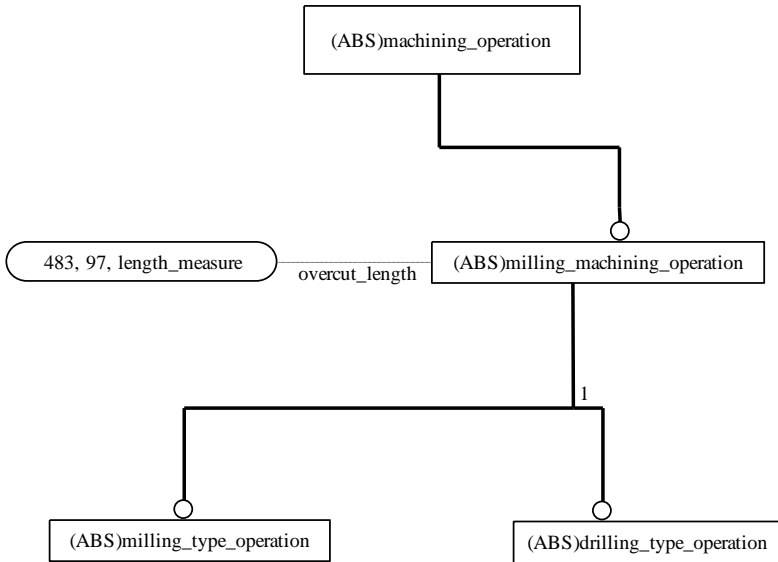 (ABS)machining_operation
483, 97, length_measure
overcut_length
(ABS)milling_machining_operation
1
(ABS)milling_type_operation
(ABS)drilling_type_operation